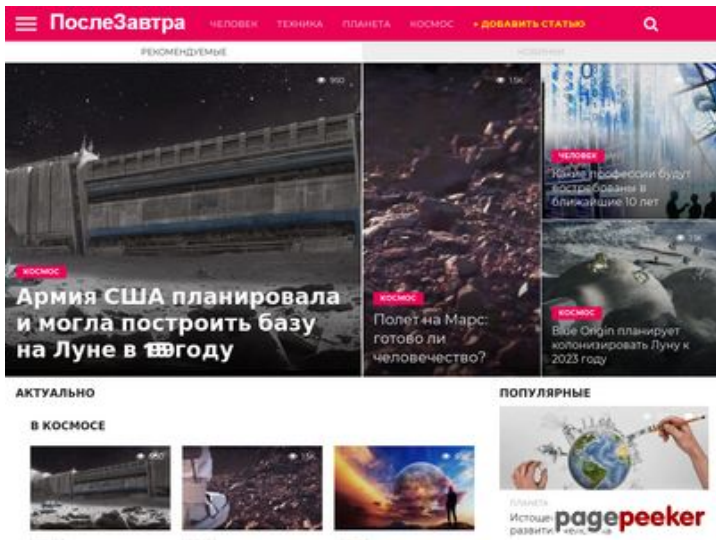 ПослеЗавтра
ЧЕЛОВЕК ТЕХНИКА ПЛАНЕТА КОСМОС + ДОБАВИТЬ СТАТЬЮ
РЕКОМЕНДУЕМЫЕ
НОВИНКИ
КОСМОС
Армия США планировала
и могла построить базу
на Луне в году
1.5K
КОСМОС
Полет на Марс:
готово ли
человечество?
ЧЕЛОВЕК
Какие профессии будут
востребованы в
ближайшие 10 лет
КОСМОС
Blue Origin планирует
колонизировать Луну к
2023 году
АКТУАЛЬНО
В КОСМОСЕ
ПОПУЛЯРНЫЕ
ПЛАНЕТА
pagepeeker